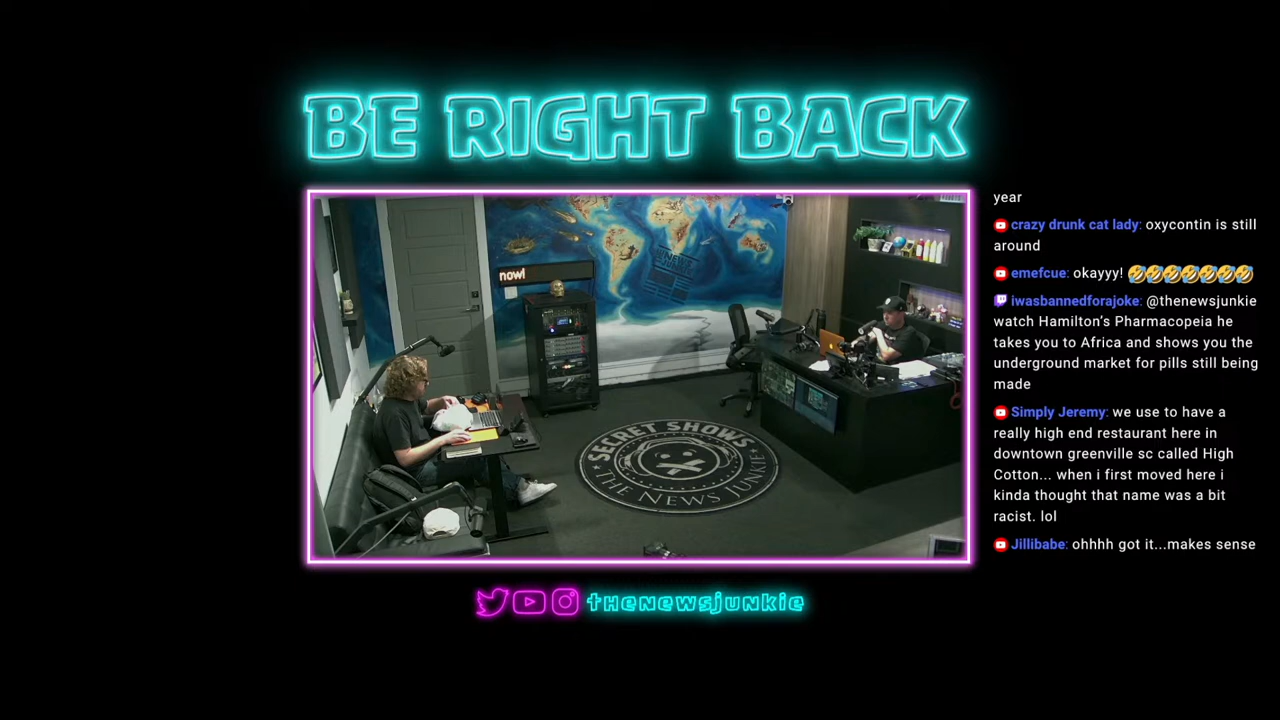 BE RIGHT BACK
now!
NEWS
JUNKIE
SECRET SHOWS
THE NEWS JUNKIE
thenewsjunkie
year
crazy drunk cat lady: oxycontin is still
around
emefcue: okayyy! 🤣🤣🤣🤣🤣🤣🤣
iwasbannedforajoke: @thenewsjunkie
watch Hamilton's Pharmacopeia he
takes you to Africa and shows you the
underground market for pills still being
made
Simply Jeremy: we use to have a
really high end restaurant here in
downtown greenville sc called High
Cotton... when i first moved here i
kinda thought that name was a bit
racist. lol
Jillibabe: ohhhh got it...makes sense